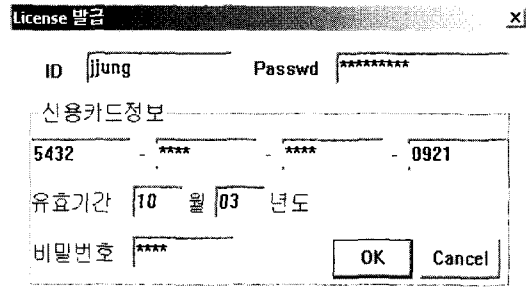 License 발급 x
ID jjung Passwd *********
신용카드정보
5432 - **** - **** - 0921
유효기간 10 월 03 년도
비밀번호 ****
OK Cancel